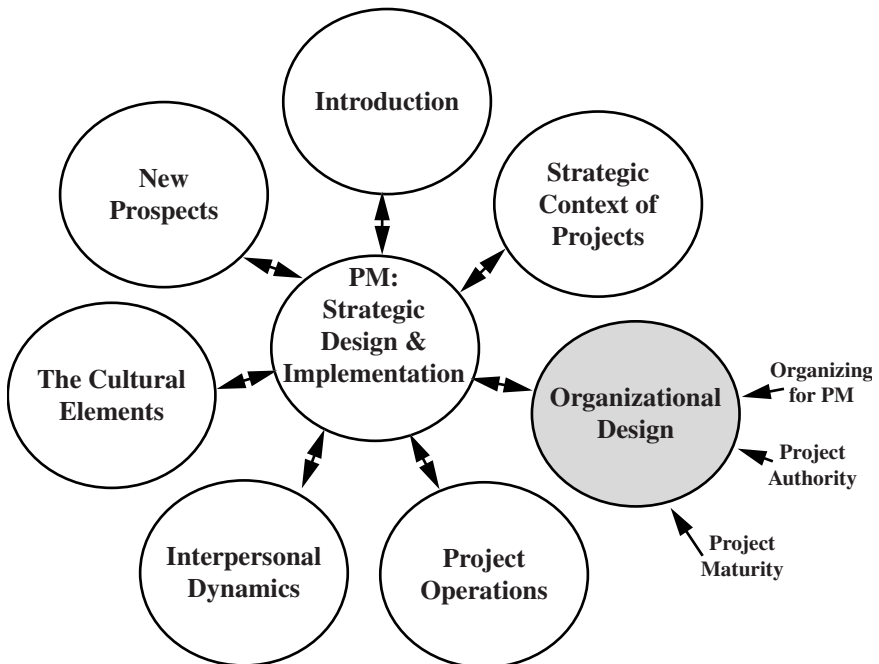 Introduction
New
Prospects
Strategic
Context of
Projects
PM:
Strategic
Design &
Implementation
The Cultural
Elements
Organizational
Design
Organizing
for PM
Project
Authority
Project
Maturity
Interpersonal
Dynamics
Project
Operations